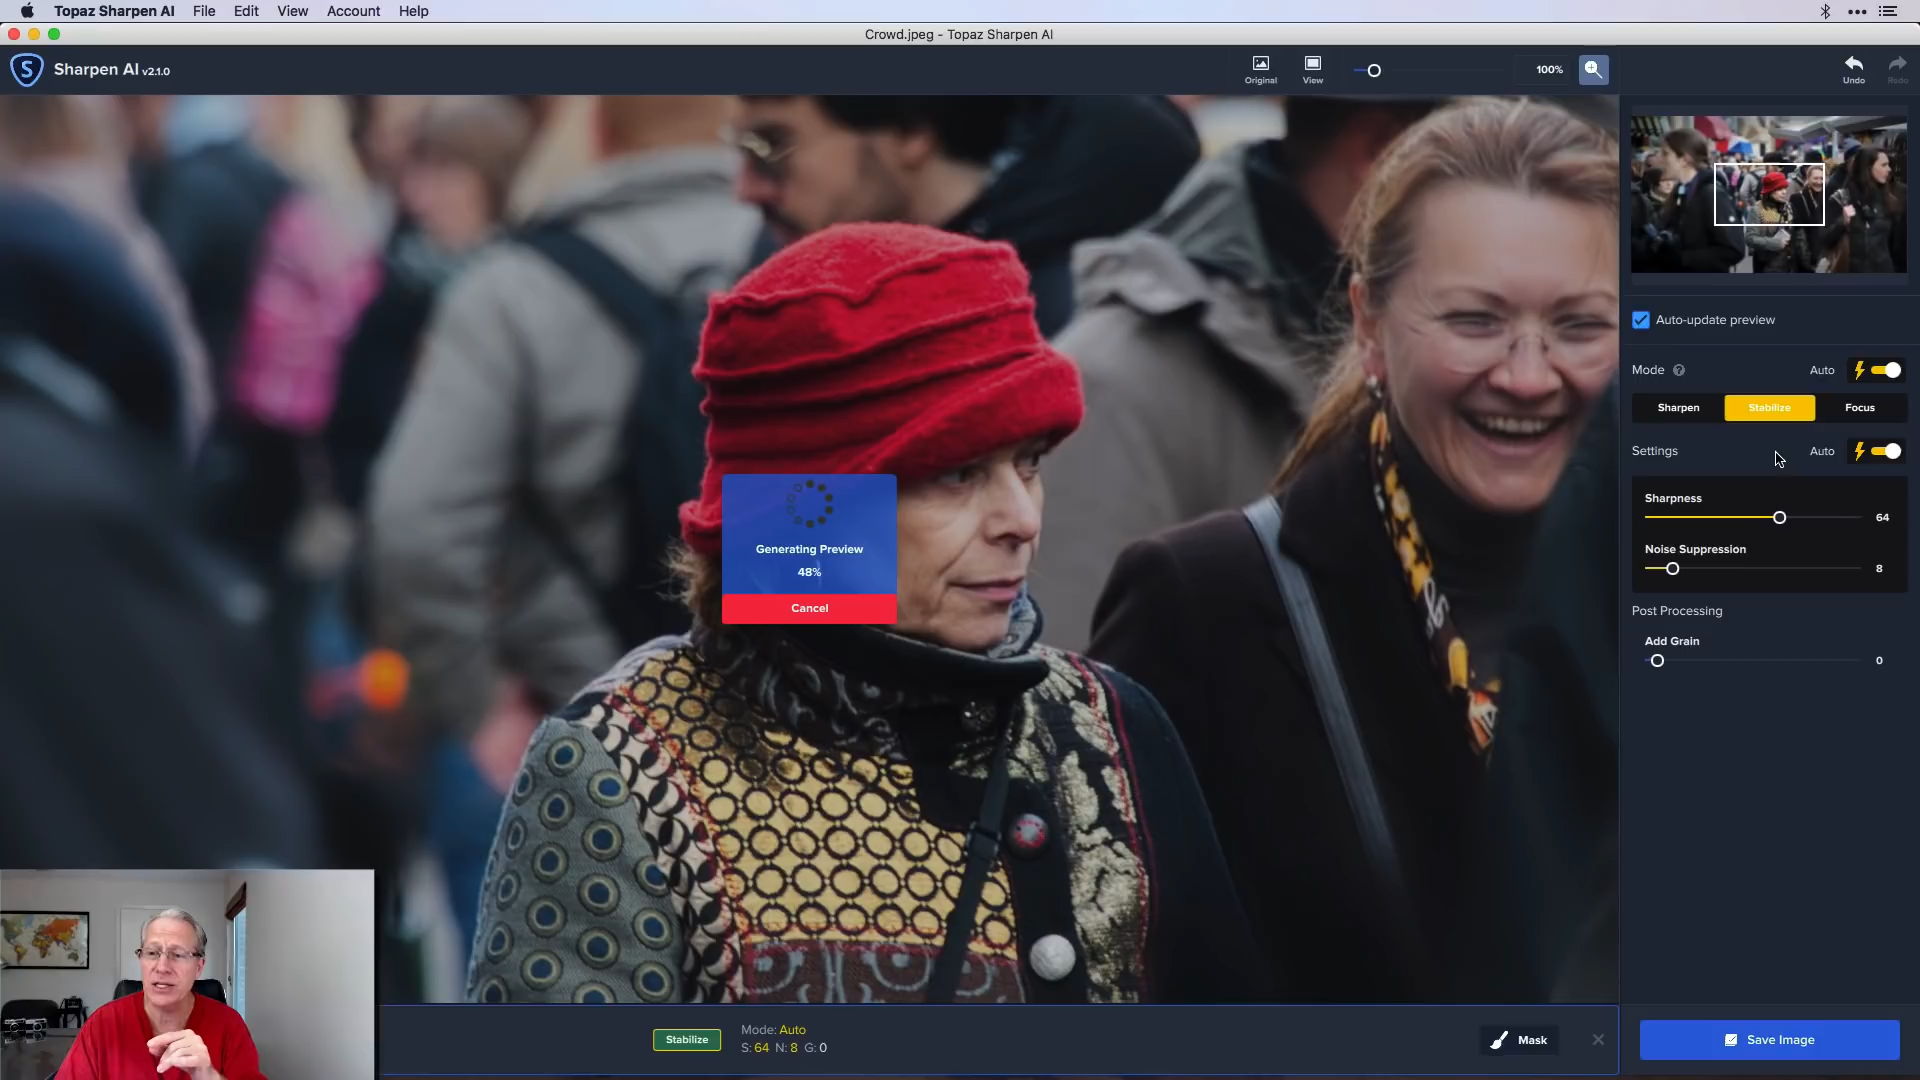 Topaz Sharpen AI File Edit View Account Help
Crowd.jpeg - Topaz Sharpen AI
Sharpen AI v2.1.0
Original View 100% Undo Redo
Auto-update preview
Mode ? Auto
Sharpen Stabilize Focus
Settings Auto
Sharpness
64
Noise Suppression
8
Post Processing
Add Grain
0
Generating Preview
48%
Cancel
Stabilize
Mode: Auto
S: 64 N: 8 G: 0
Mask
Save Image